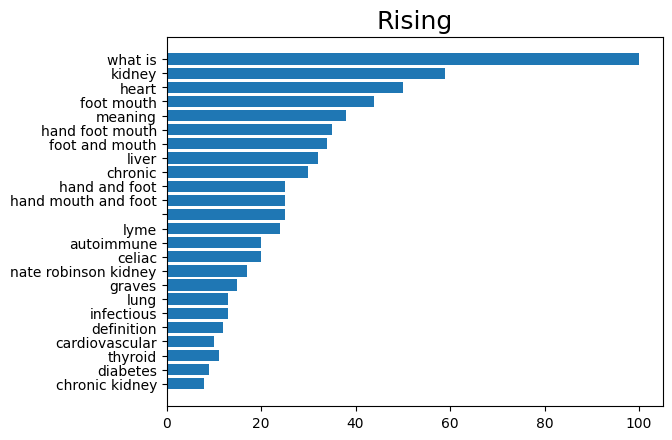 Rising
what is
kidney
heart
foot mouth
meaning
hand foot mouth
foot and mouth
liver
chronic
hand and foot
hand mouth and foot
lyme
autoimmune
celiac
nate robinson kidney
graves
lung
infectious
definition
cardiovascular
thyroid
diabetes
chronic kidney
0 20 40 60 80 100